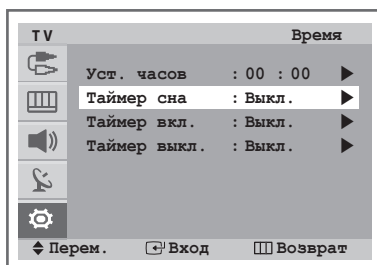 TV Время
Уст. часов : 00 : 00
Таймер сна : Выкл.
Таймер вкл. : Выкл.
Таймер выкл. : Выкл.
Перем. Вход Возврат